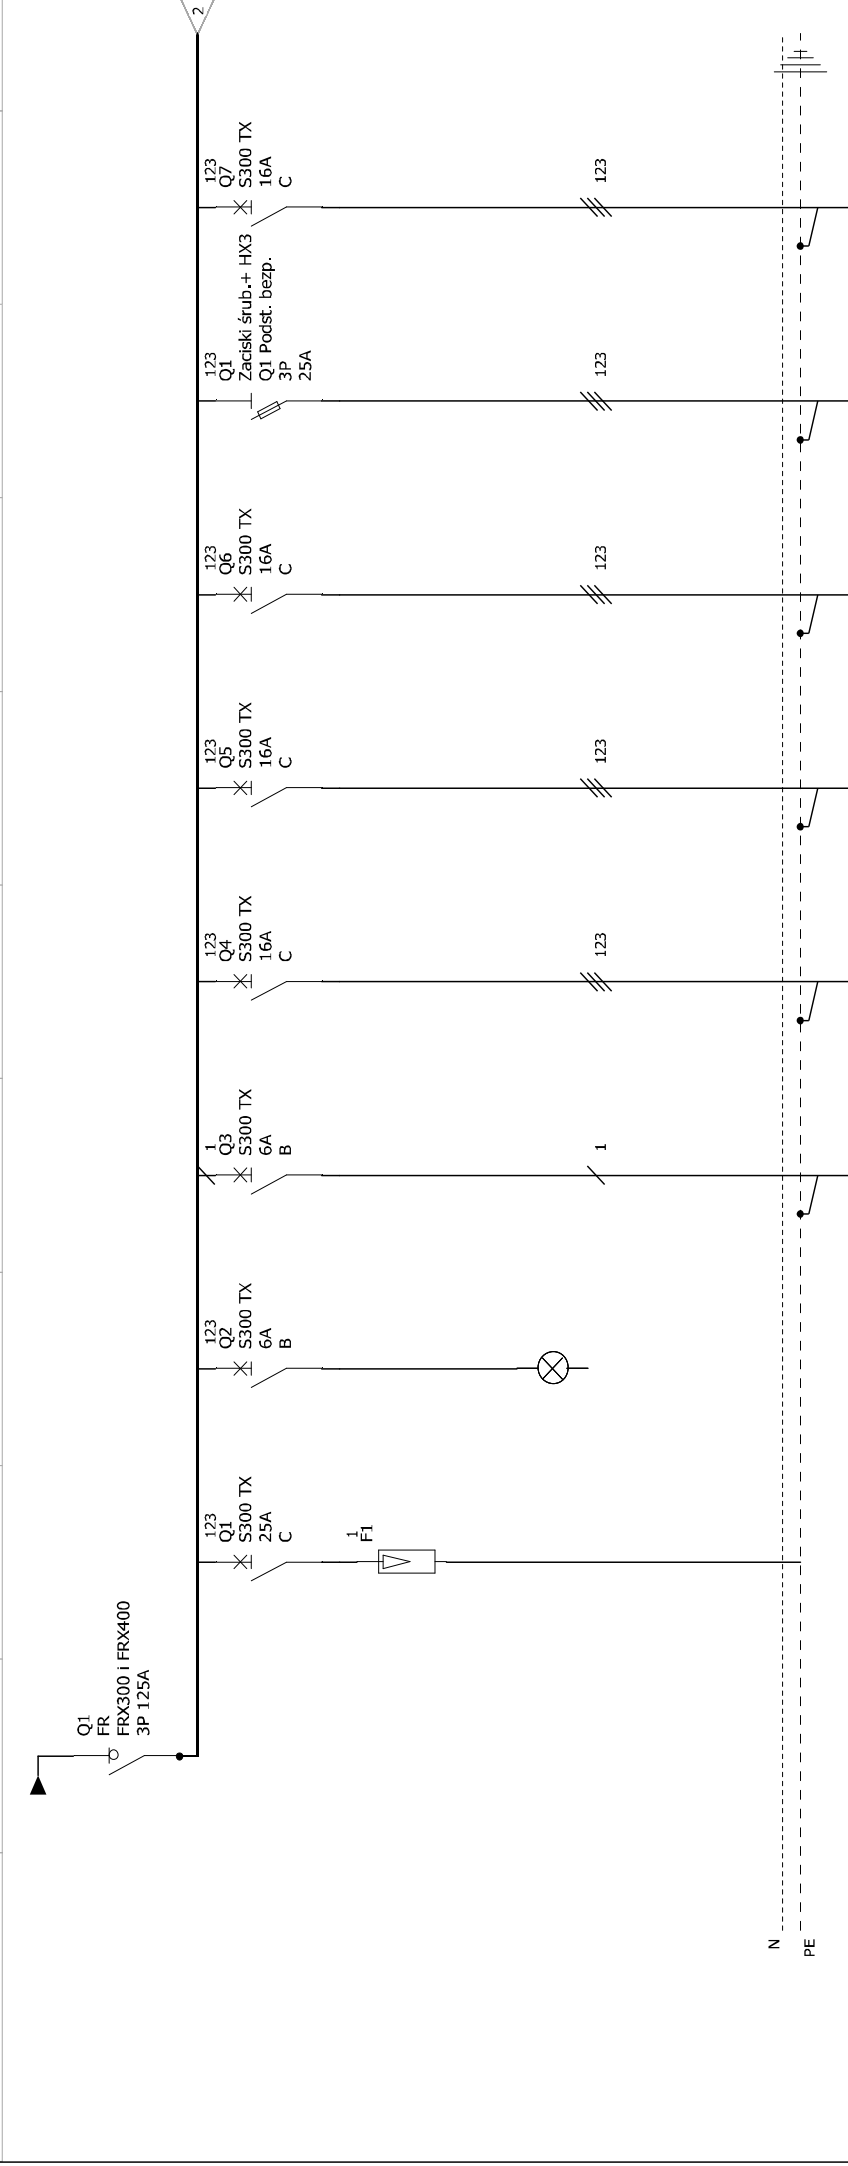 Q1
FR
FRX300 i FRX400
3P 125A
123
Q1
S300 TX
25A
C
1
F1
123
Q2
S300 TX
6A
B
1
Q3
S300 TX
6A
B
1
123
Q4
S300 TX
16A
C
123
123
Q5
S300 TX
16A
C
123
123
Q6
S300 TX
16A
C
123
123
Q1
Zaciski śrub.+ HX3
Q1 Podst. bezp.
3P
25A
123
123
Q7
S300 TX
16A
C
123
2
N
PE